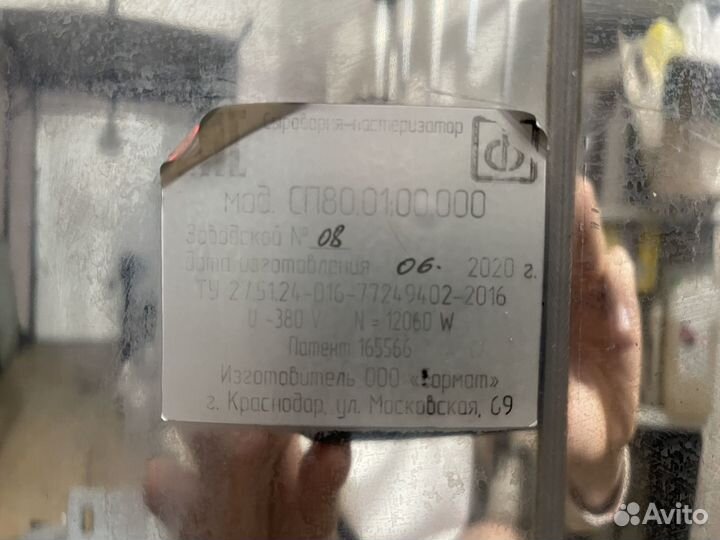 Сыроварня-пастеризатор
Ф
мод. СП80.01.00.000
Заводской № 08
Дата изготовления 06. 2020 г.
ТУ 27.51.24-016-77249402-2016
U ~380 V N = 12060 W
Патент 165566
Изготовитель ООО «Формат»
г. Краснодар, ул. Московская, 69
Avito